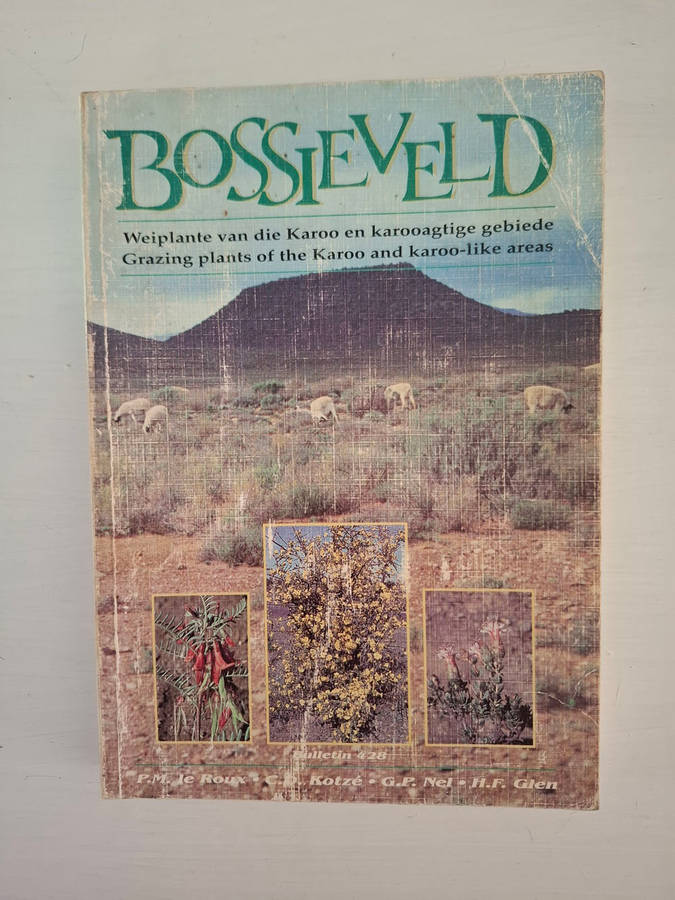 BOSSIEVELD
Weiplante van die Karoo en karooagtige gebiede
Grazing plants of the Karoo and karoo-like areas
Bulletin 428
P.M. le Roux • C.D. Kotzé • G.P. Nel • H.F. Glen